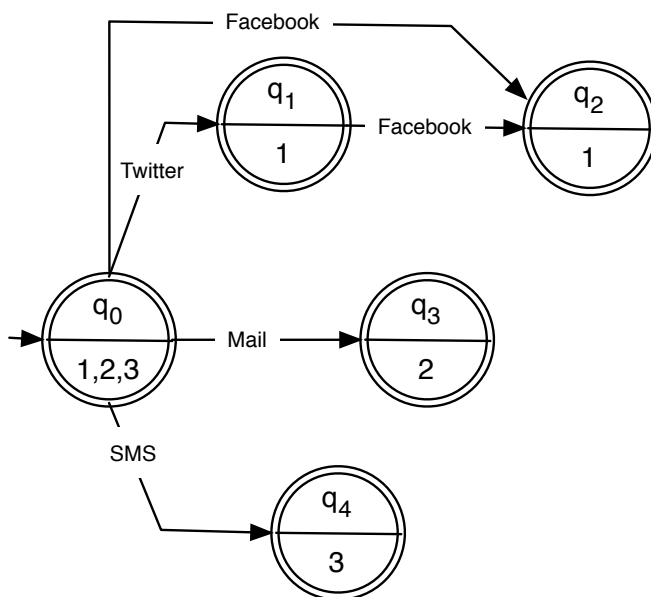 Facebook
q1
1
Facebook
q2
1
Twitter
q0
1,2,3
Mail
q3
2
SMS
q4
3